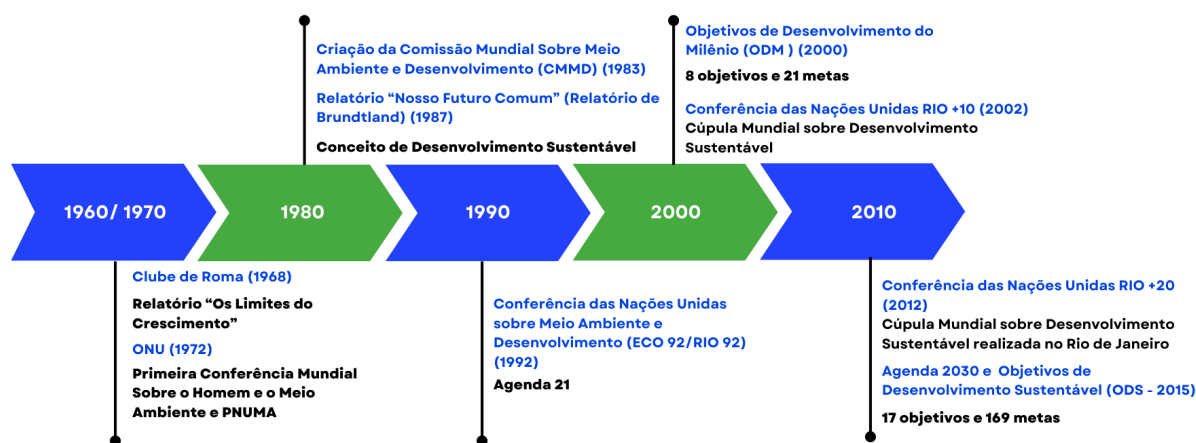 Criação da Comissão Mundial Sobre Meio
Ambiente e Desenvolvimento (CMMD) (1983)
Relatório “Nosso Futuro Comum” (Relatório de
Brundtland) (1987)
Conceito de Desenvolvimento Sustentável
Objetivos de Desenvolvimento do
Milênio (ODM ) (2000)
8 objetivos e 21 metas
Conferência das Nações Unidas RIO +10 (2002)
Cúpula Mundial sobre Desenvolvimento
Sustentável
1960/ 1970
1980
1990
2000
2010
Clube de Roma (1968)
Relatório “Os Limites do
Crescimento”
ONU (1972)
Primeira Conferência Mundial
Sobre o Homem e o Meio
Ambiente e PNUMA
Conferência das Nações Unidas
sobre Meio Ambiente e
Desenvolvimento (ECO 92/RIO 92)
(1992)
Agenda 21
Conferência das Nações Unidas RIO +20
(2012)
Cúpula Mundial sobre Desenvolvimento
Sustentável realizada no Rio de Janeiro
Agenda 2030 e Objetivos de
Desenvolvimento Sustentável (ODS - 2015)
17 objetivos e 169 metas